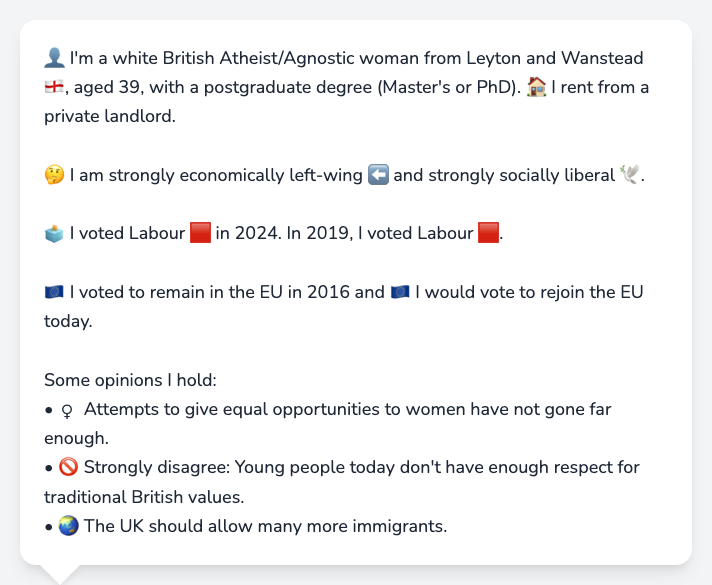 👤 I'm a white British Atheist/Agnostic woman from Leyton and Wanstead
🏴󠁧󠁢󠁥󠁮󠁧󠁿, aged 39, with a postgraduate degree (Master's or PhD). 🏠 I rent from a
private landlord.
🤔 I am strongly economically left-wing ⬅️ and strongly socially liberal 🕊️.
🗳️ I voted Labour 🟥 in 2024. In 2019, I voted Labour 🟥.
🇪🇺 I voted to remain in the EU in 2016 and 🇪🇺 I would vote to rejoin the EU
today.
Some opinions I hold:
• ♀ Attempts to give equal opportunities to women have not gone far
enough.
• 🚫 Strongly disagree: Young people today don't have enough respect for
traditional British values.
• 🌏 The UK should allow many more immigrants.